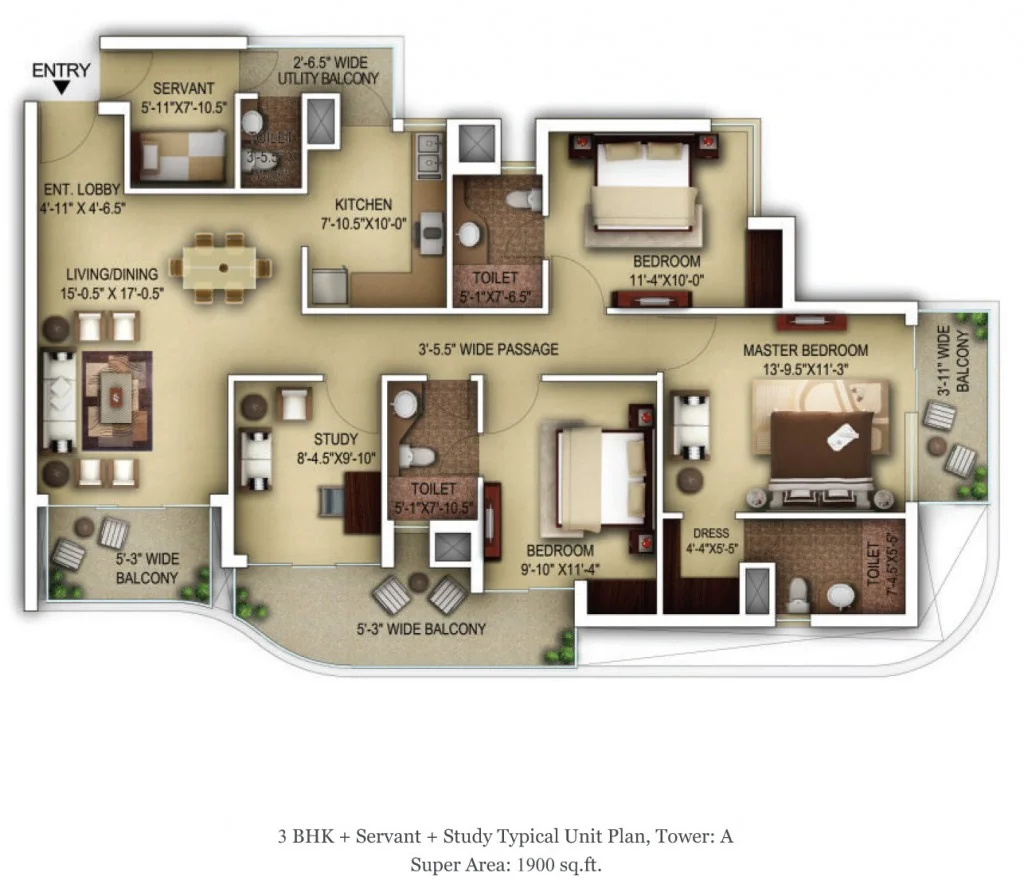 ENTRY
2'-6.5" WIDE
UTLITY BALCONY
SERVANT
5'-11"X7'-10.5"
TOILET
3'-5.5"
ENT. LOBBY
4'-11" X 4'-6.5"
KITCHEN
7'-10.5"X10'-0"
LIVING/DINING
15'-0.5" X 17'-0.5"
TOILET
5'-1"X7'-6.5"
BEDROOM
11'-4"X10'-0"
3'-5.5" WIDE PASSAGE
MASTER BEDROOM
13'-9.5"X11'-3"
3'-11" WIDE
BALCONY
STUDY
8'-4.5"X9'-10"
TOILET
5'-1"X7'-10.5"
BEDROOM
9'-10" X11'-4"
DRESS
4'-4"X5'-5"
TOILET
7'-4.5"X5'-5"
5'-3" WIDE
BALCONY
5'-3" WIDE BALCONY
3 BHK + Servant + Study Typical Unit Plan, Tower: A
Super Area: 1900 sq.ft.